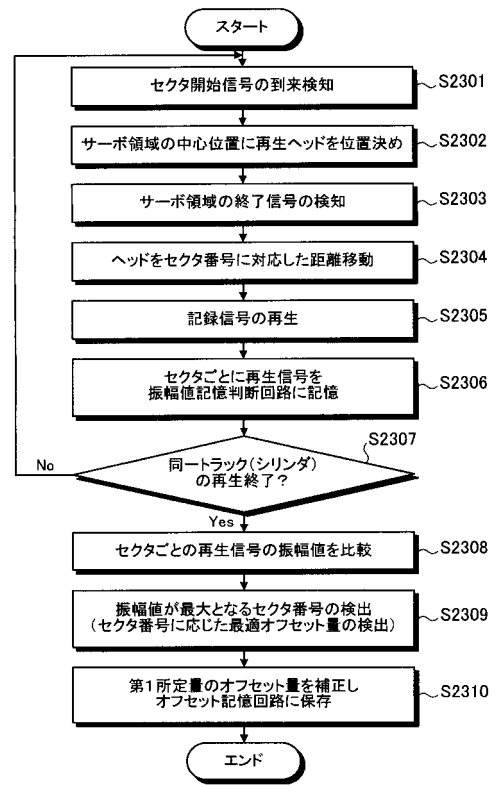 スタート
セクタ開始信号の到来検知
S2301
サーボ領域の中心位置に再生ヘッドを位置決め
S2302
サーボ領域の終了信号の検知
S2303
ヘッドをセクタ番号に対応した距離移動
S2304
記録信号の再生
S2305
セクタごとに再生信号を
振幅値記憶判断回路に記憶
S2306
S2307
同一トラック(シリンダ)
の再生終了?
No
Yes
セクタごとの再生信号の振幅値を比較
S2308
振幅値が最大となるセクタ番号の検出
(セクタ番号に応じた最適オフセット量の検出)
S2309
第1所定量のオフセット量を補正し
オフセット記憶回路に保存
S2310
エンド